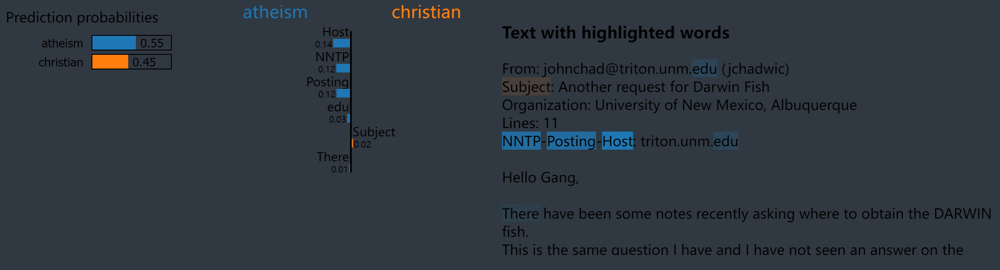 Prediction probabilities
atheism 0.55
christian 0.45
atheism christian
Host
0.14
NNTP
0.12
Posting
0.12
edu
0.03
Subject
0.02
There
0.01
Text with highlighted words
From: johnchad@triton.unm.edu (jchadwic)
Subject: Another request for Darwin Fish
Organization: University of New Mexico, Albuquerque
Lines: 11
NNTP-Posting-Host: triton.unm.edu
Hello Gang,
There have been some notes recently asking where to obtain the DARWIN
fish.
This is the same question I have and I have not seen an answer on the